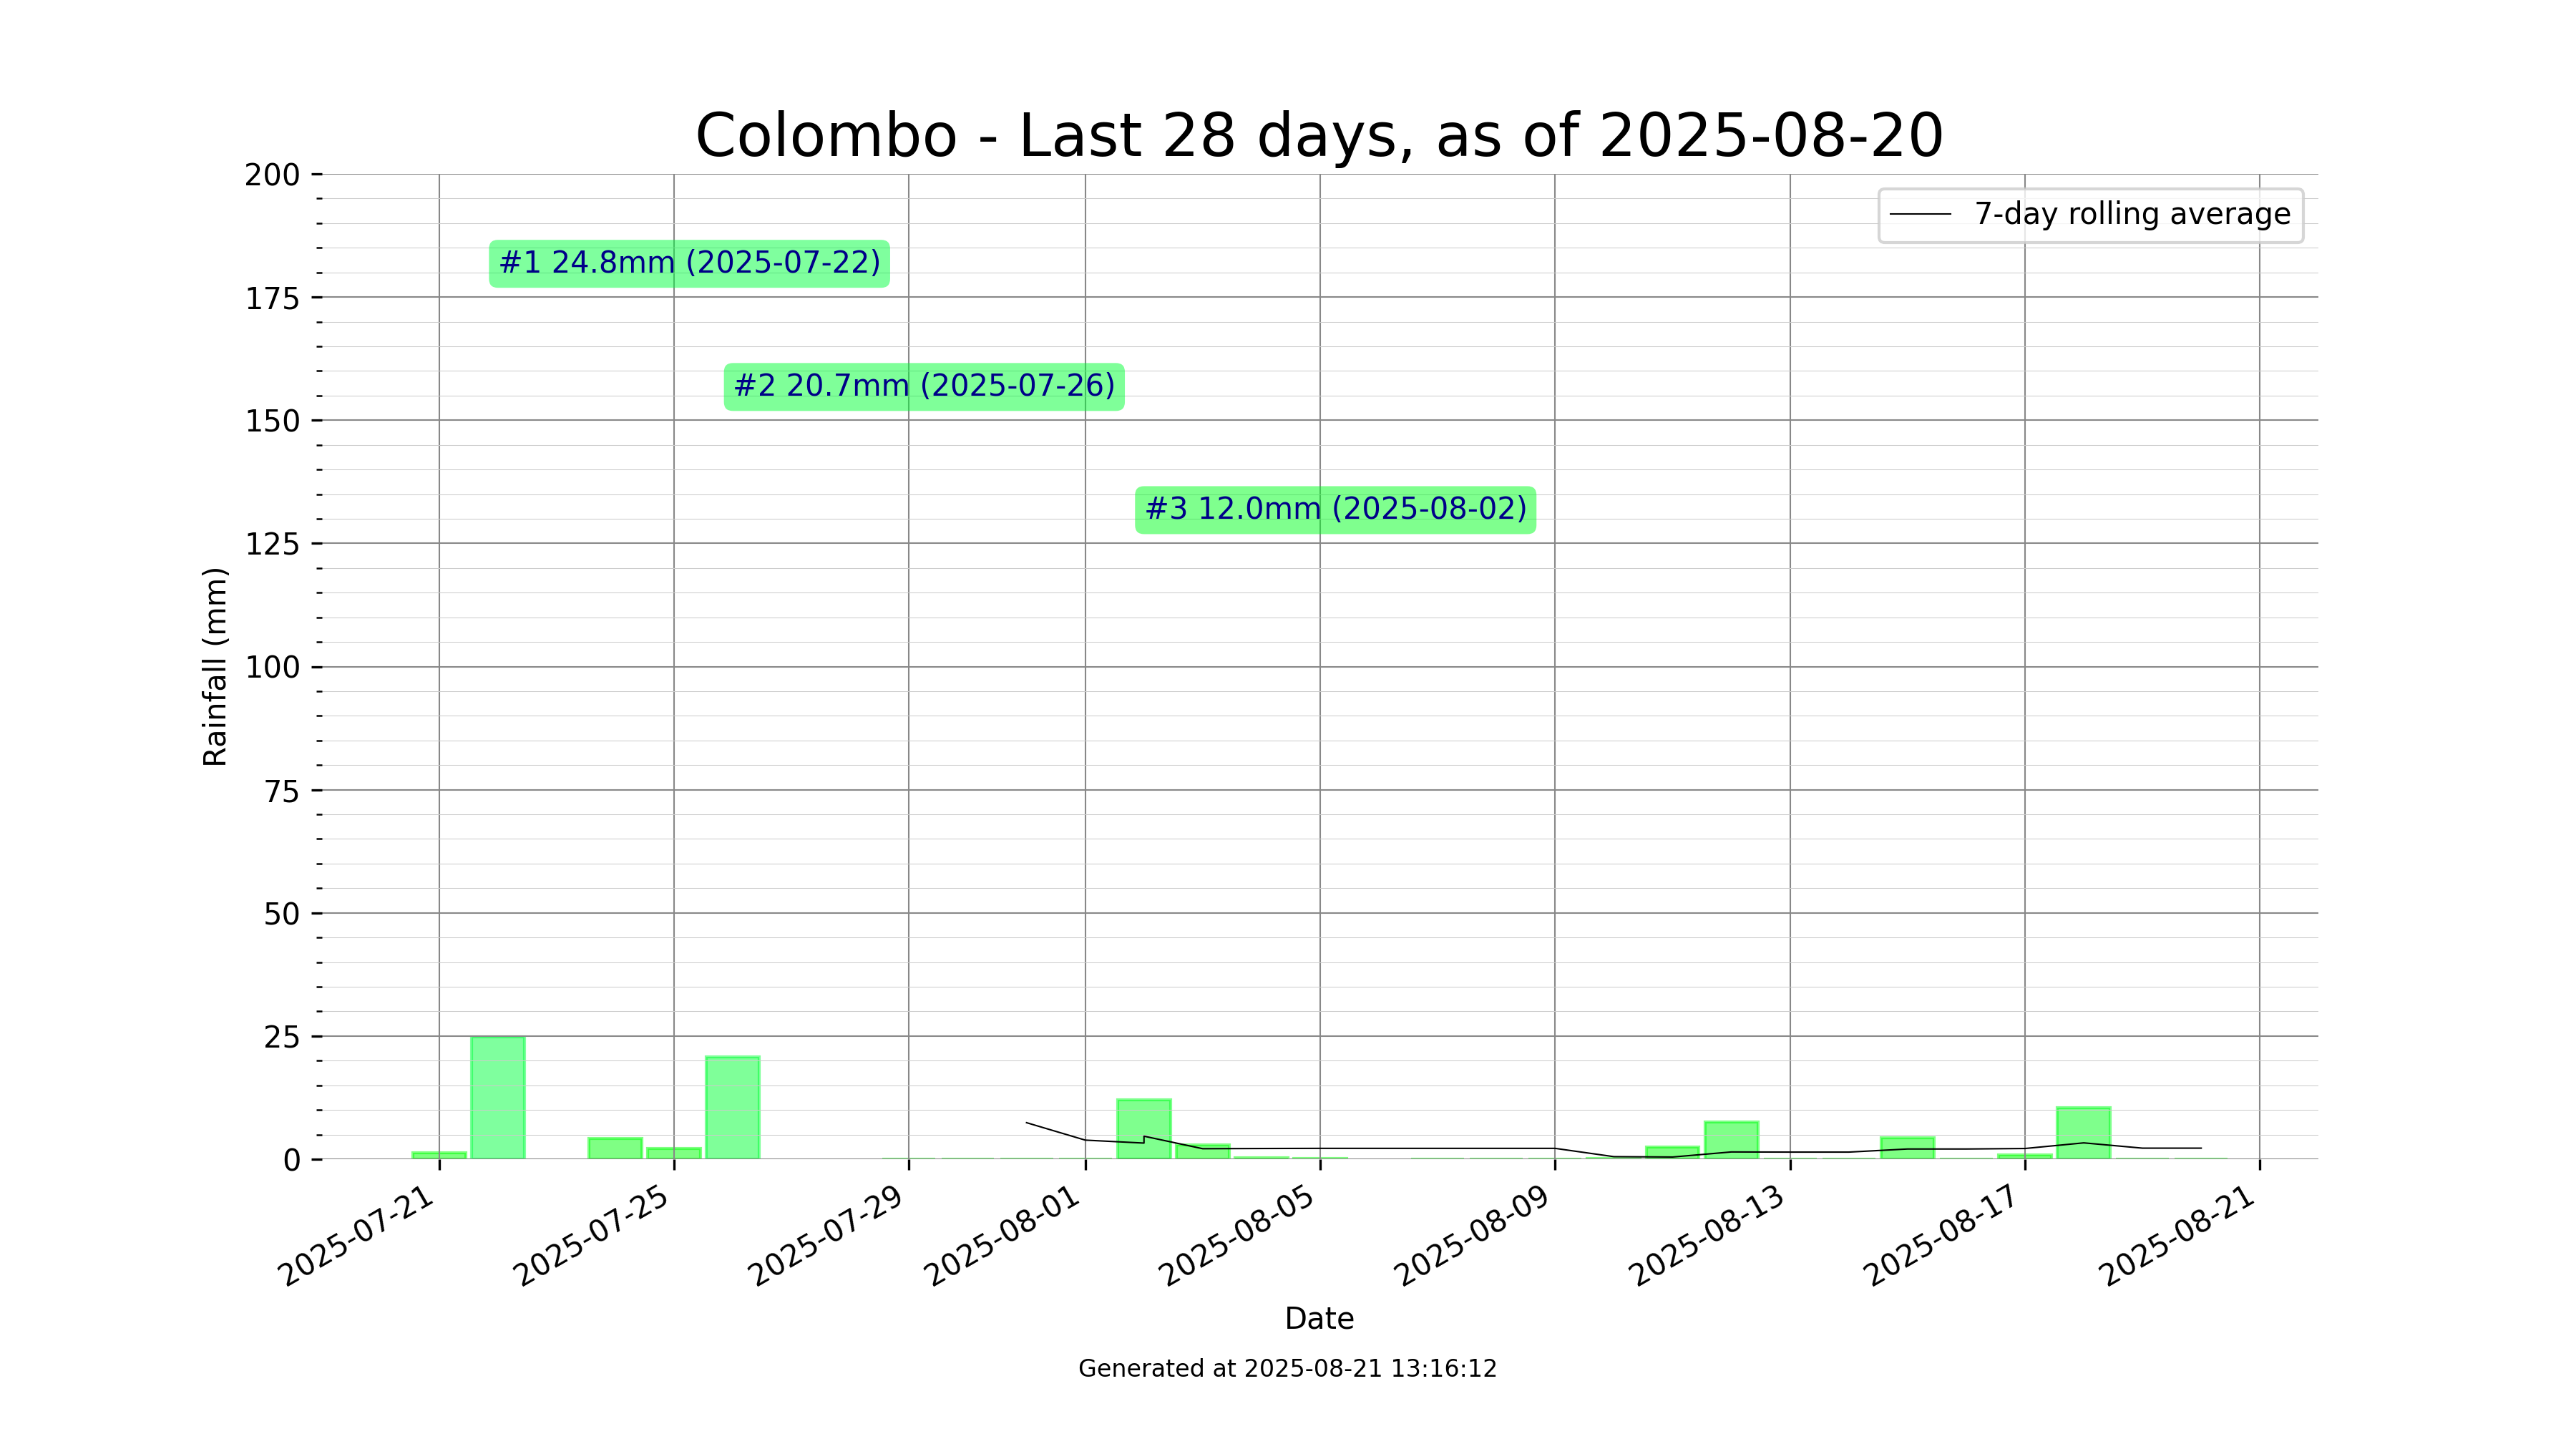 Colombo - Last 28 days, as of 2025-08-20
7-day rolling average
#1 24.8mm (2025-07-22)
#2 20.7mm (2025-07-26)
#3 12.0mm (2025-08-02)
Rainfall (mm)
200
175
150
125
100
75
50
25
0
2025-07-21
2025-07-25
2025-07-29
2025-08-01
2025-08-05
2025-08-09
2025-08-13
2025-08-17
2025-08-21
Date
Generated at 2025-08-21 13:16:12